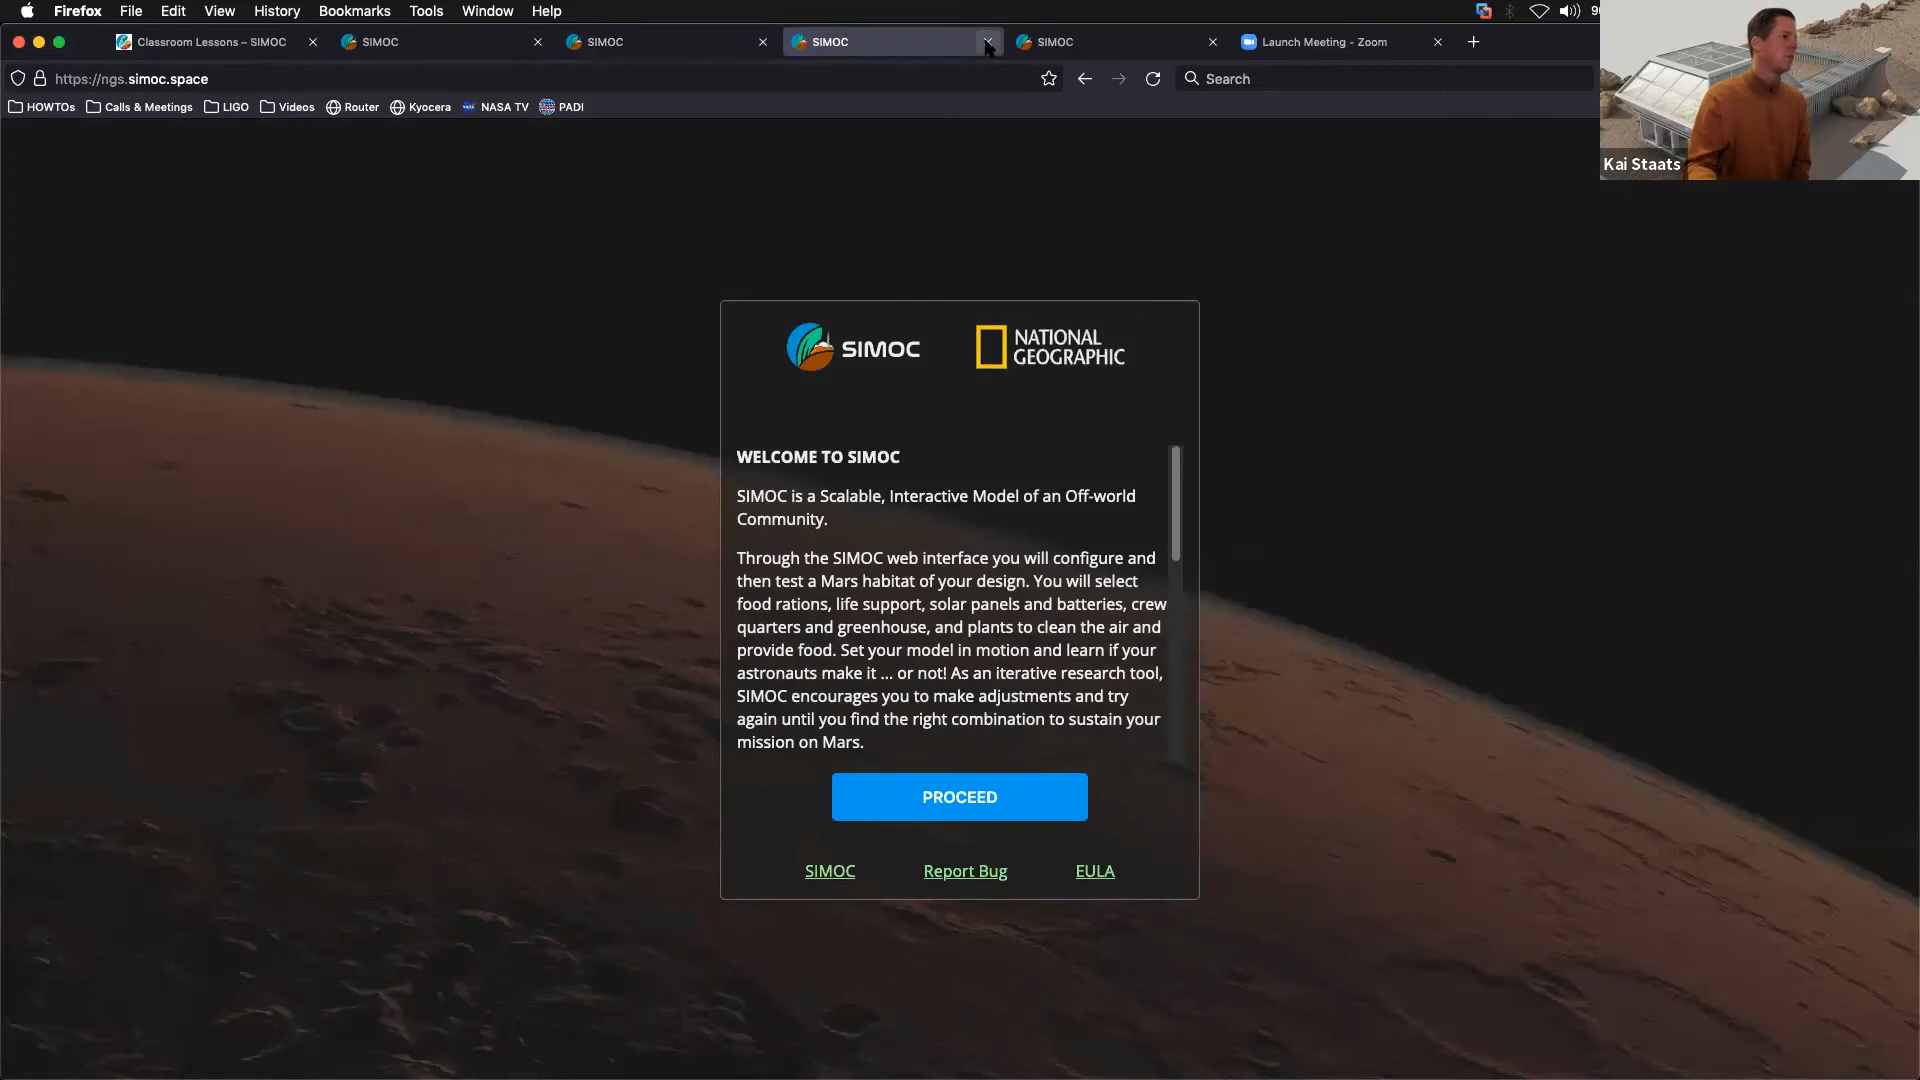 Firefox File Edit View History Bookmarks Tools Window Help
Classroom Lessons – SIMOC SIMOC SIMOC SIMOC SIMOC Launch Meeting - Zoom
https://ngs.simoc.space Search
HOWTOs Calls & Meetings LIGO Videos Router Kyocera NASA TV PADI
Kai Staats
SIMOC NATIONAL GEOGRAPHIC
WELCOME TO SIMOC
SIMOC is a Scalable, Interactive Model of an Off-world
Community.
Through the SIMOC web interface you will configure and
then test a Mars habitat of your design. You will select
food rations, life support, solar panels and batteries, crew
quarters and greenhouse, and plants to clean the air and
provide food. Set your model in motion and learn if your
astronauts make it ... or not! As an iterative research tool,
SIMOC encourages you to make adjustments and try
again until you find the right combination to sustain your
mission on Mars.
PROCEED
SIMOC Report Bug EULA